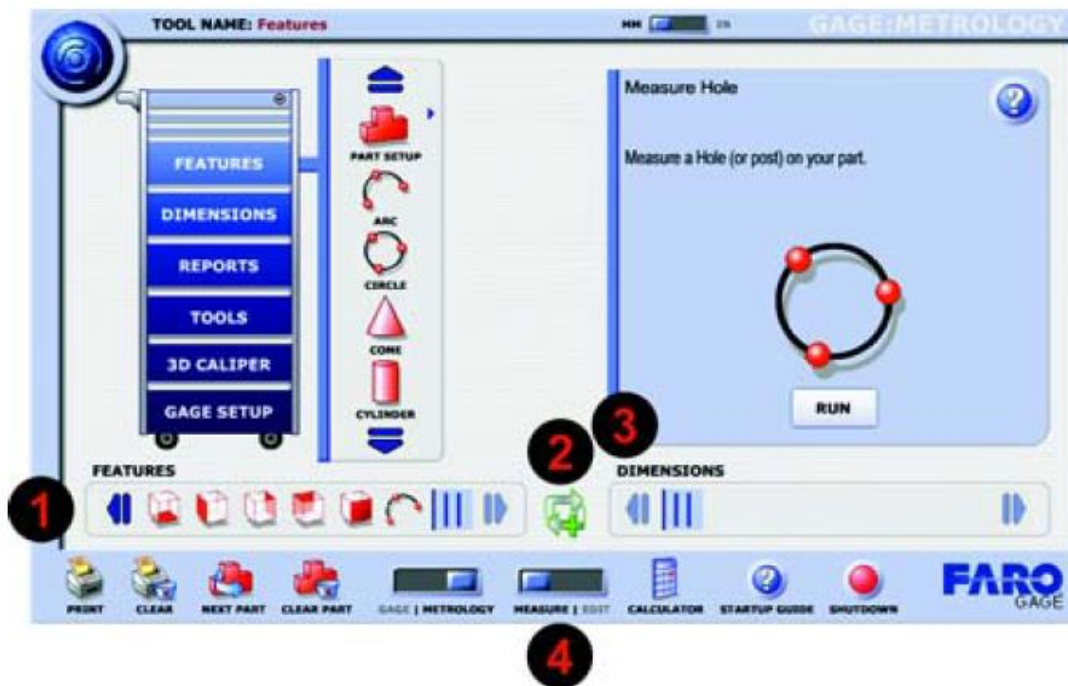 TOOL NAME: Features
MM IN
GAGE:METROLOGY
FEATURES
DIMENSIONS
REPORTS
TOOLS
3D CALIPER
GAGE SETUP
PART SETUP
ARC
CIRCLE
CONE
CYLINDER
Measure Hole
?
Measure a Hole (or post) on your part.
RUN
3
2
FEATURES
DIMENSIONS
1
PRINT
CLEAR
NEXT PART
CLEAR PART
GAGE | METROLOGY
MEASURE | EDIT
CALCULATOR
?
STARTUP GUIDE
SHUTDOWN
FARO
GAGE
4